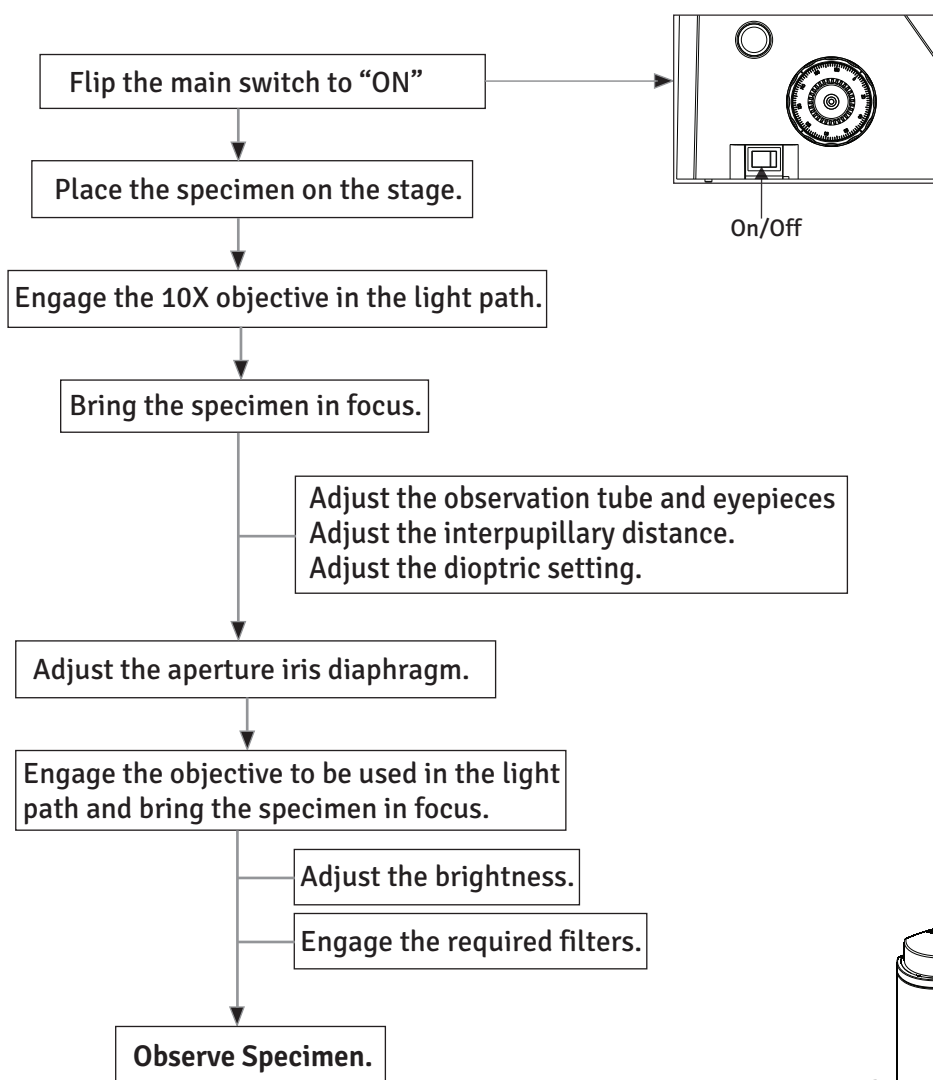 Flip the main switch to “ON”
On/Off
Place the specimen on the stage.
Engage the 10X objective in the light path.
Bring the specimen in focus.
Adjust the observation tube and eyepieces
Adjust the interpupillary distance.
Adjust the dioptric setting.
Adjust the aperture iris diaphragm.
Engage the objective to be used in the light
path and bring the specimen in focus.
Adjust the brightness.
Engage the required filters.
Observe Specimen.